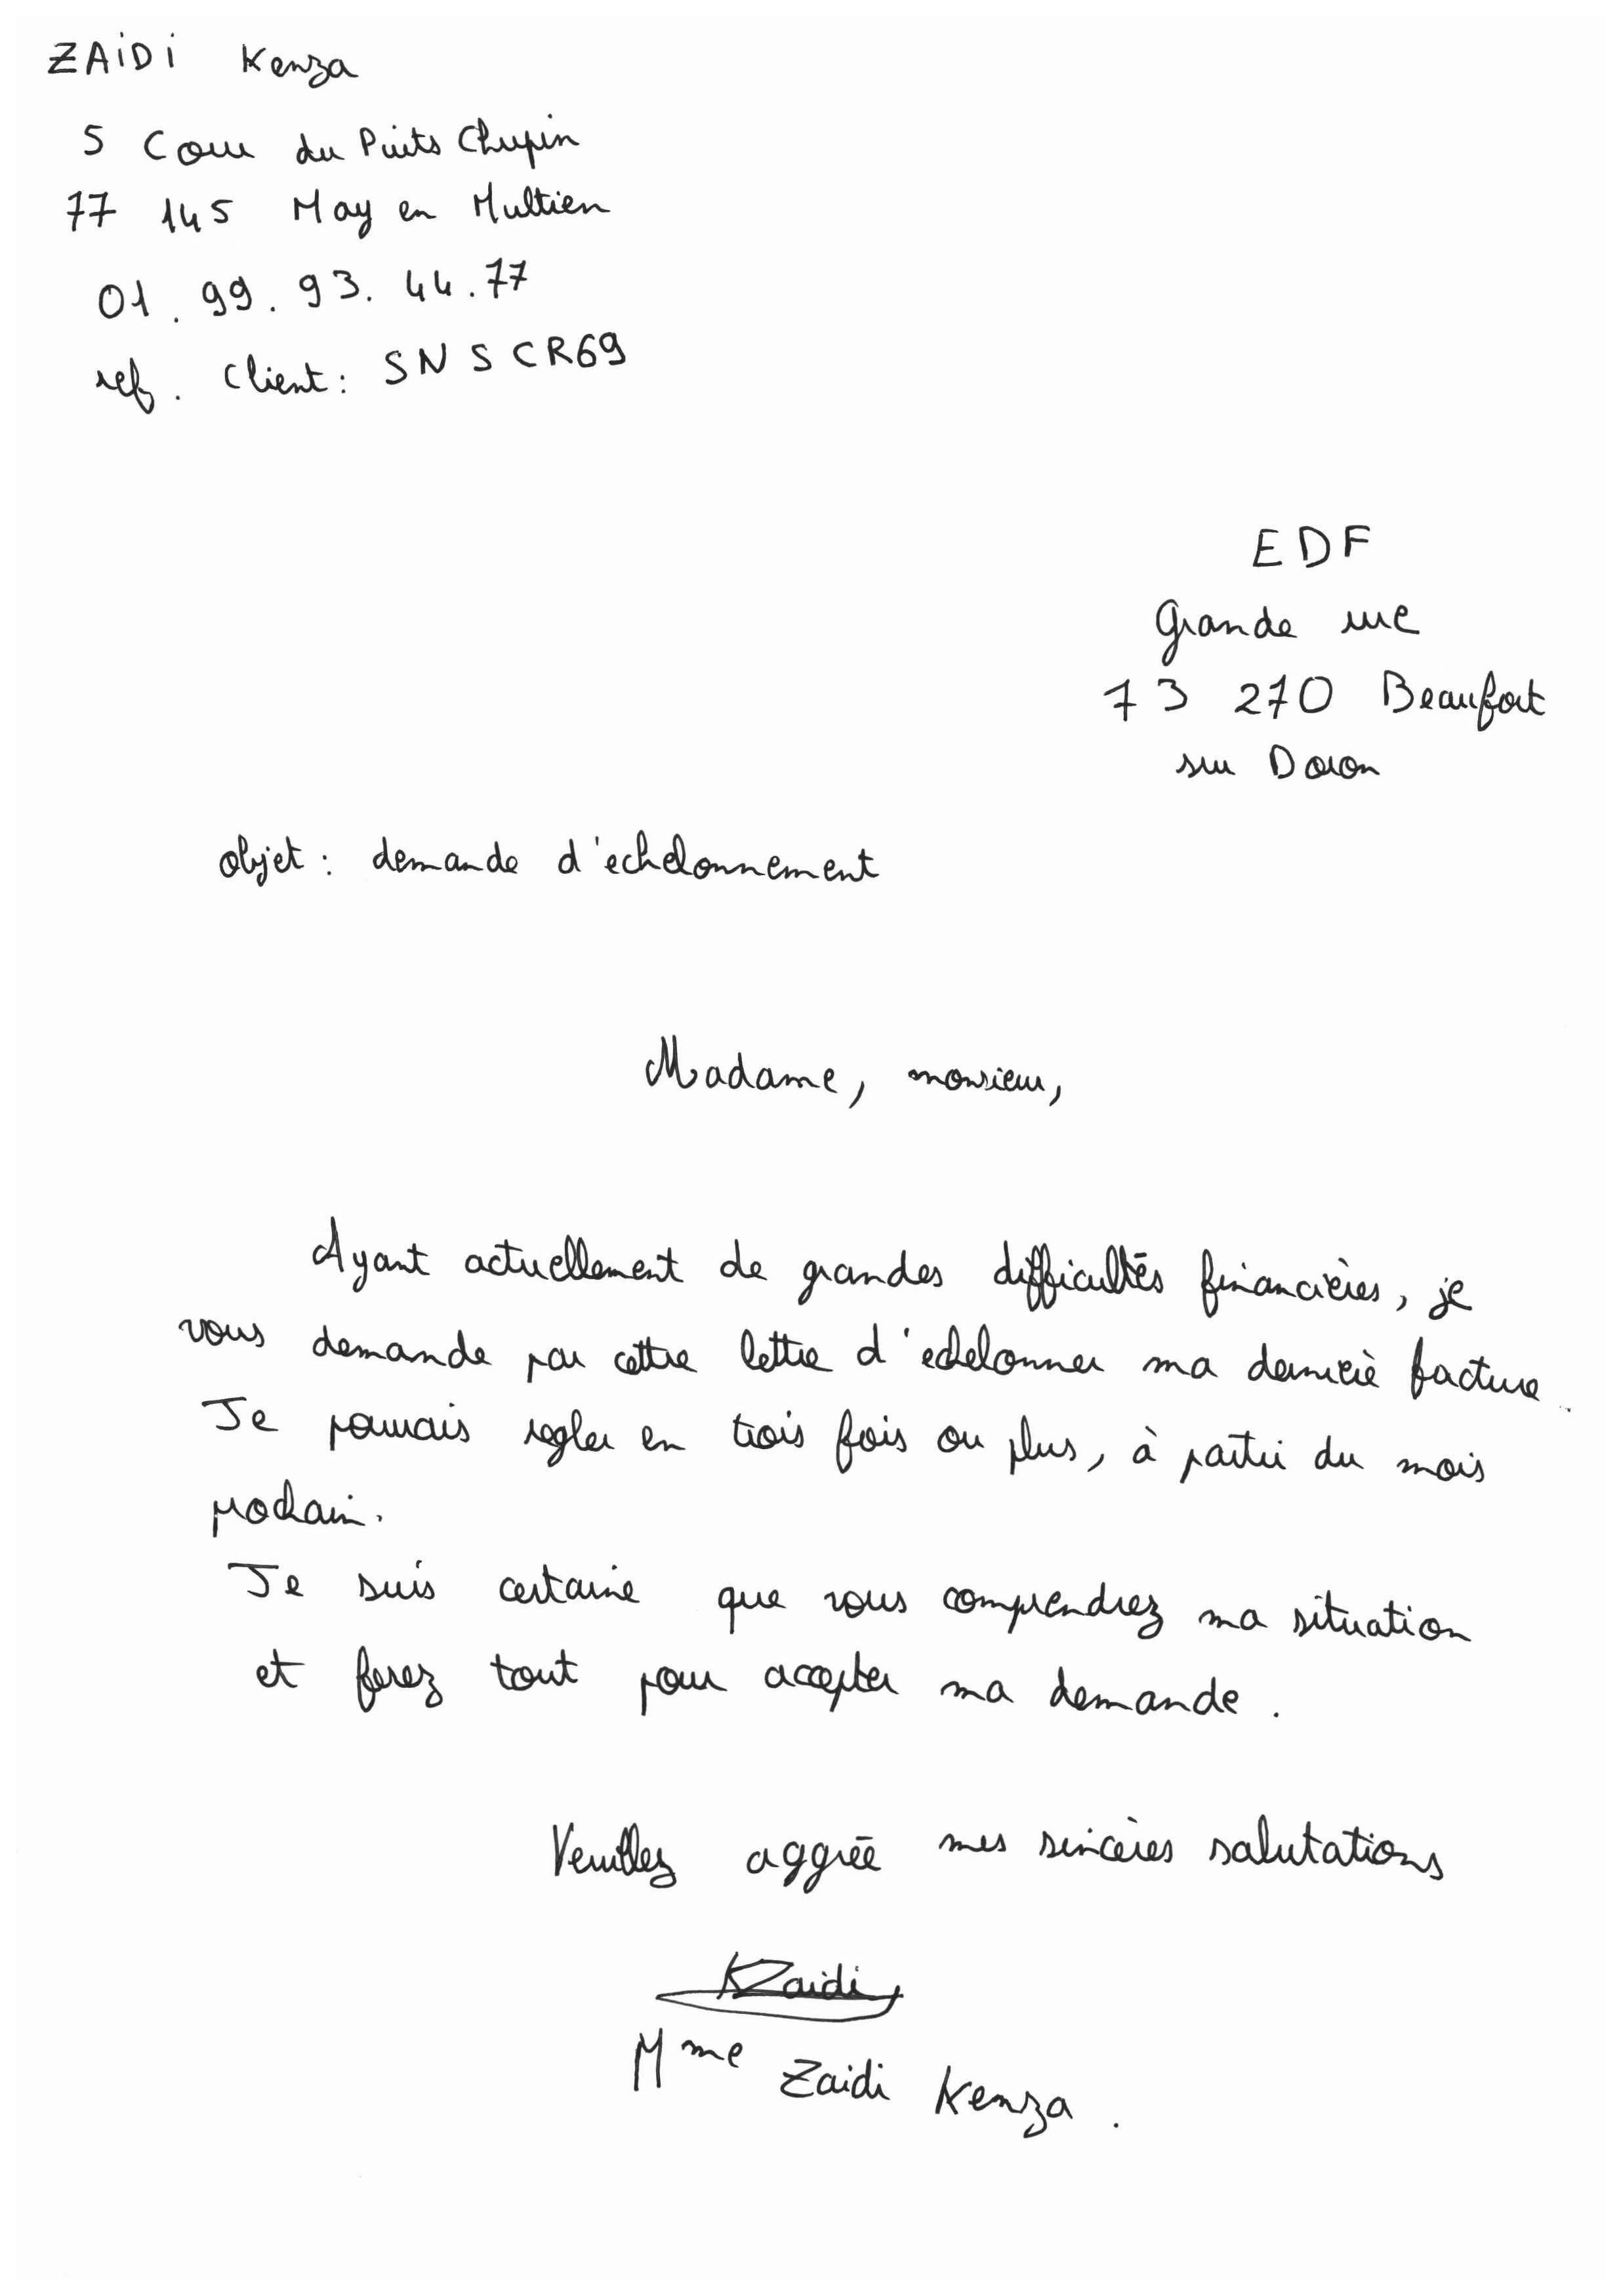 ZAiDi Kenza
5 Cour du Puits Chupin
77 145 May en Multien
01.99.93.44.77
ref. Client: SNSCR69
EDF
Grande rue
73 270 Beaufort
sur Doron
objet: demande d'echelonnement
Madame, monsieur,
Ayant actuellement de grandes difficultés financières, je
vous demande par cettre lettre d'echelonner ma dernière facture.
Je pourrais regler en trois fois ou plus, à partir du mois
prochain.
Je suis certaine que vous comprendrez ma situation
et ferez tout pour accepter ma demande.
Veuillez aggréé mes sincères salutations
KZaidi
Mme Zaidi Kenza.